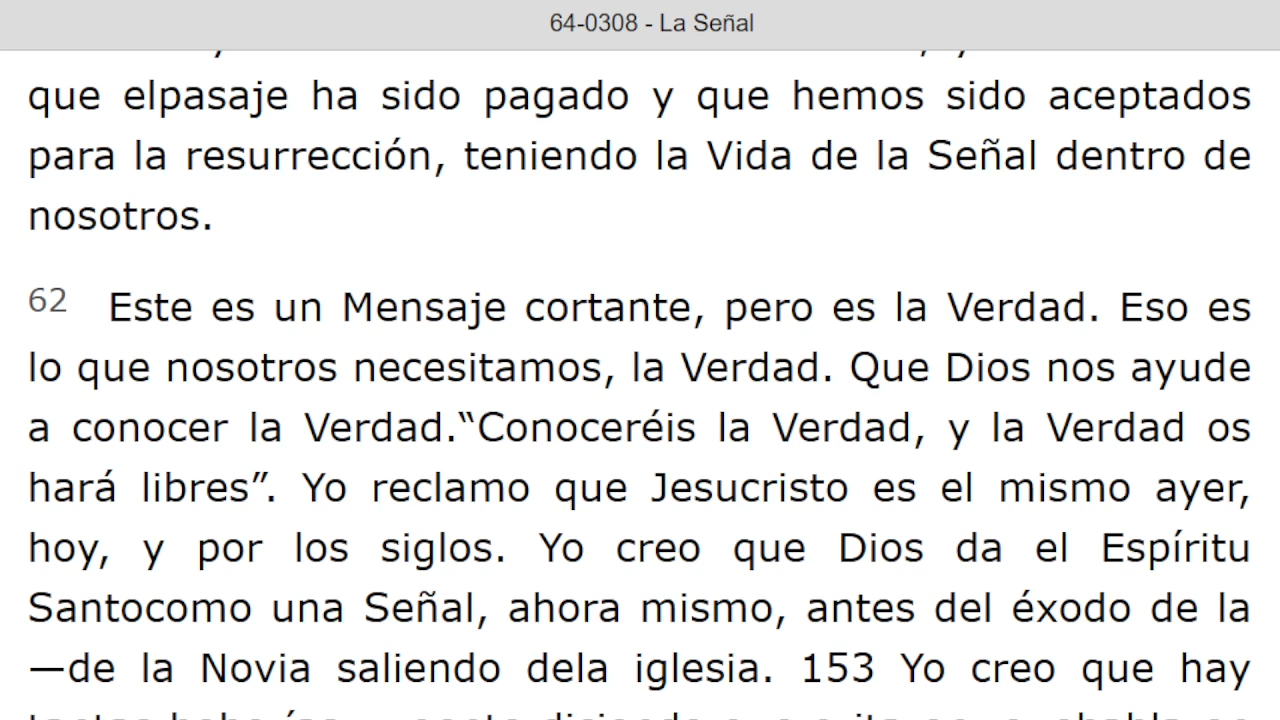 64-0308 - La Señal
que elpasaje ha sido pagado y que hemos sido aceptados
para la resurrección, teniendo la Vida de la Señal dentro de
nosotros.
62 Este es un Mensaje cortante, pero es la Verdad. Eso es
lo que nosotros necesitamos, la Verdad. Que Dios nos ayude
a conocer la Verdad.“Conoceréis la Verdad, y la Verdad os
hará libres”. Yo reclamo que Jesucristo es el mismo ayer,
hoy, y por los siglos. Yo creo que Dios da el Espíritu
Santocomo una Señal, ahora mismo, antes del éxodo de la
—de la Novia saliendo dela iglesia. 153 Yo creo que hay